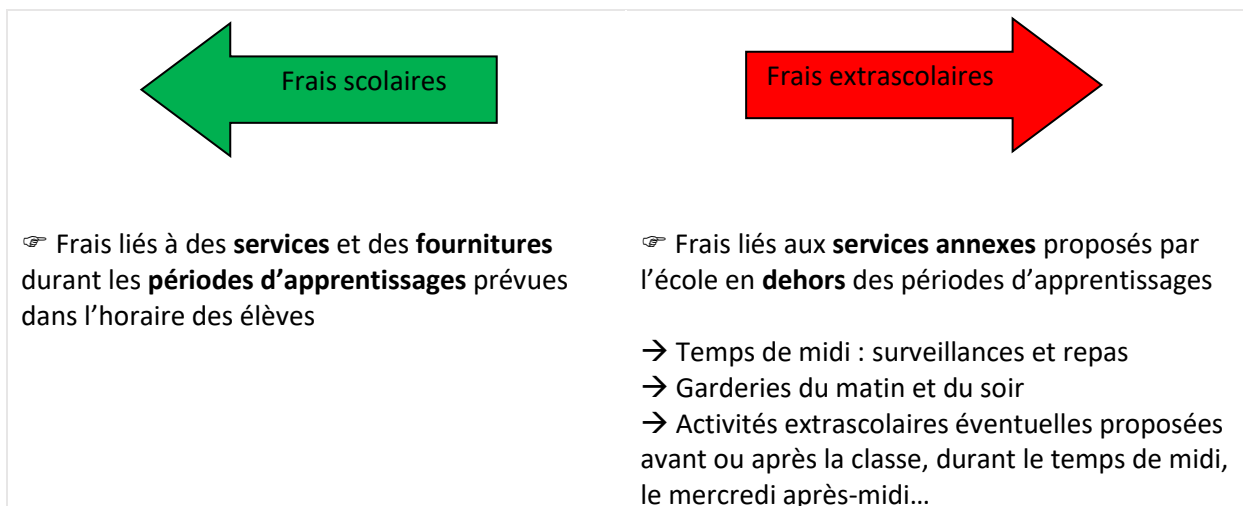 Frais scolaires
Frais extrascolaires
☞ Frais liés à des services et des fournitures
durant les périodes d’apprentissages prévues
dans l’horaire des élèves
☞ Frais liés aux services annexes proposés par
l’école en dehors des périodes d’apprentissages
→ Temps de midi : surveillances et repas
→ Garderies du matin et du soir
→ Activités extrascolaires éventuelles proposées
avant ou après la classe, durant le temps de midi,
le mercredi après-midi…